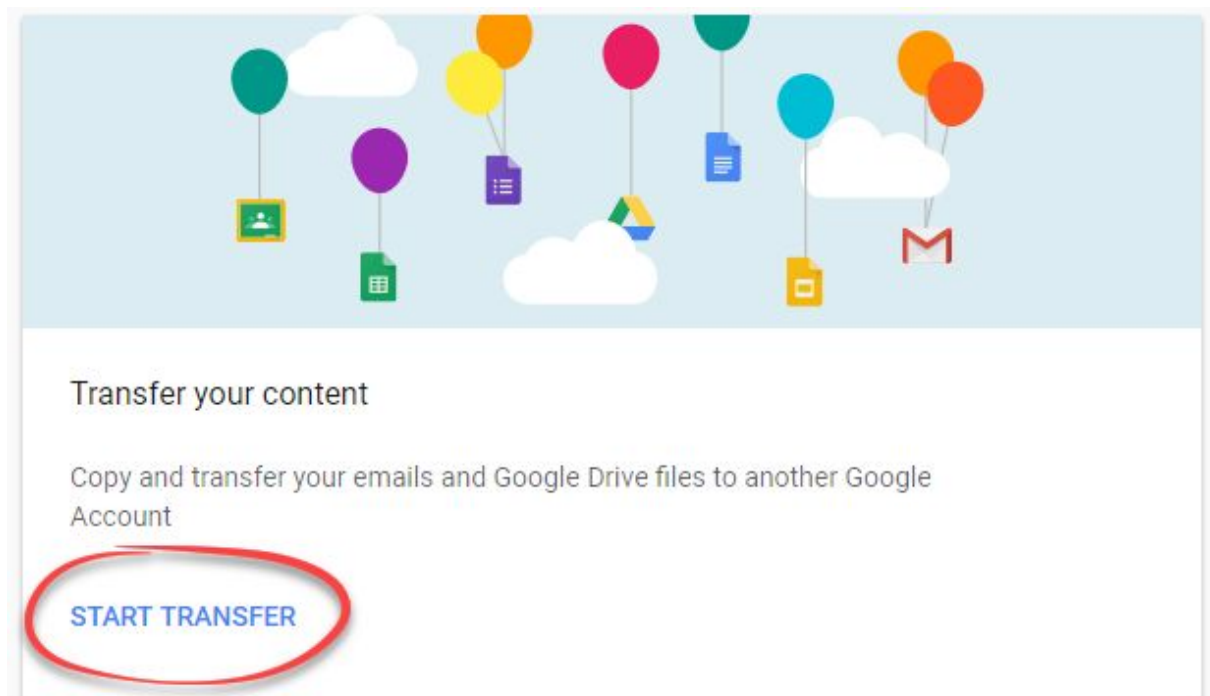 Transfer your content
Copy and transfer your emails and Google Drive files to another Google
Account
START TRANSFER